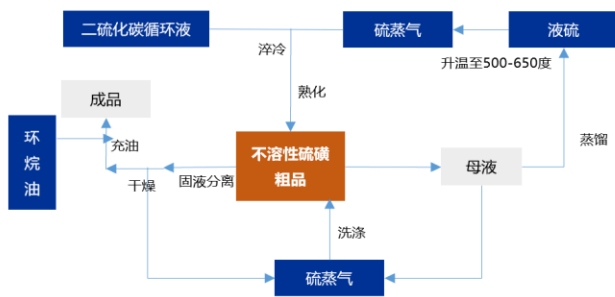 二硫化碳循环液
硫蒸气
液硫
淬冷
升温至500-650度
成品
熟化
蒸馏
环烷油
充油
不溶性硫磺
粗品
母液
固液分离
干燥
洗涤
硫蒸气